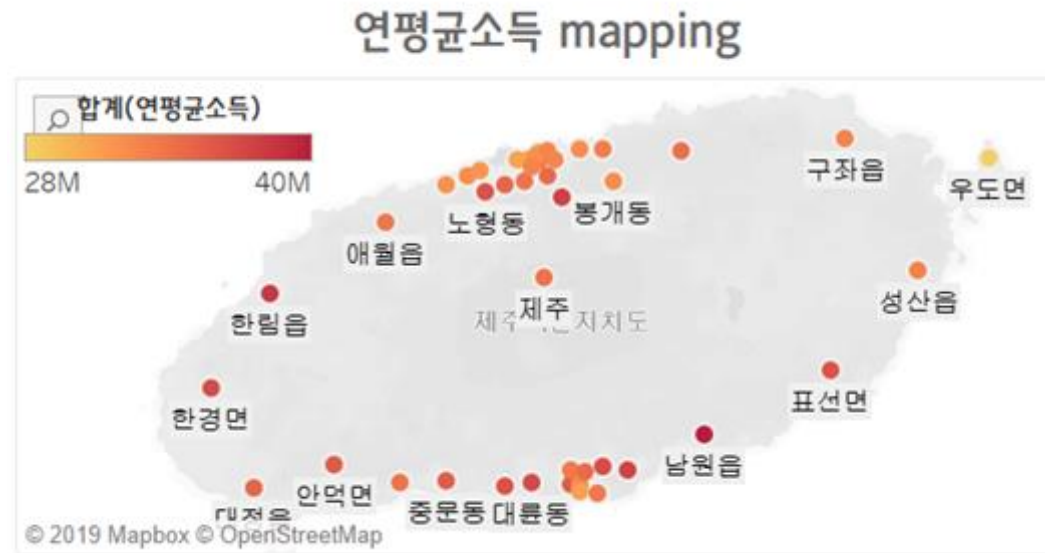 연평균소득 mapping
합계(연평균소득)
28M 40M
구좌읍
우도면
노형동
봉개동
애월읍
성산읍
제주
한림읍
표선면
한경면
남원읍
안덕면
중문동
대륜동
© 2019 Mapbox © OpenStreetMap